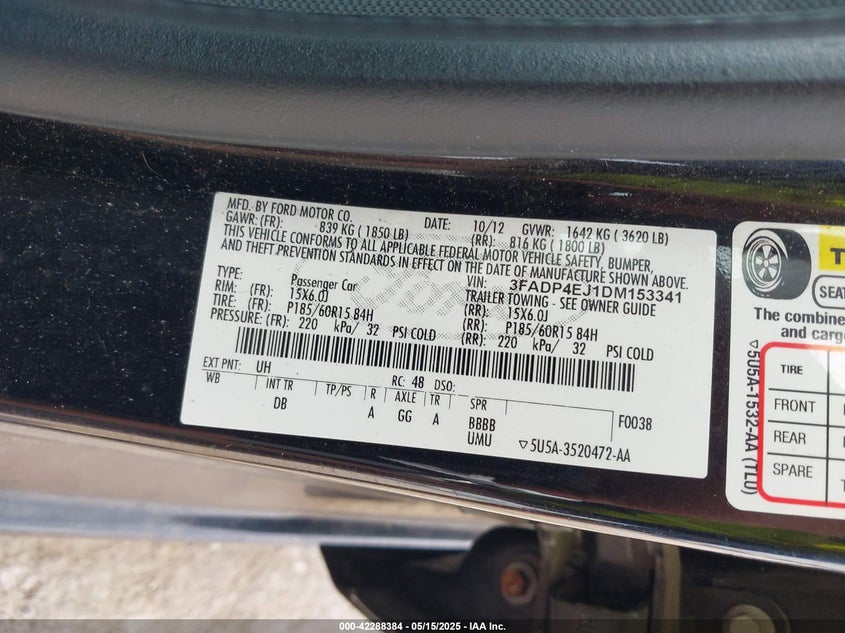 MFD. BY FORD MOTOR CO. DATE: 10/12 GVWR: 1642 KG ( 3620 LB)
GAWR: (FR): 839 KG ( 1850 LB) (RR): 816 KG ( 1800 LB)
THIS VEHICLE CONFORMS TO ALL APPLICABLE FEDERAL MOTOR VEHICLE SAFETY, BUMPER,
AND THEFT PREVENTION STANDARDS IN EFFECT ON THE DATE OF MANUFACTURE SHOWN ABOVE.
VIN: 3FADP4EJ1DM153341
TYPE: Passenger Car TRAILER TOWING - SEE OWNER GUIDE
RIM: (FR): 15X6.0J (RR): 15X6.0J
TIRE: (FR): P185/60R15 84H (RR): P185/60R15 84H
PRESSURE: (FR): 220 kPa/ 32 PSI COLD (RR): 220 kPa/ 32 PSI COLD
EXT PNT: UH RC: 48 DSO:
WB INT TR TP/PS R AXLE TR SPR F0038
DB A GG A BBBB
UMU ▽5U5A-3520472-AA
T
SEA
The combine
and cargo
TIRE
FRONT
REAR
SPARE
T
▽5U5A-1532-AA (TLU)
000-42288384 - 05/15/2025 - IAA Inc.